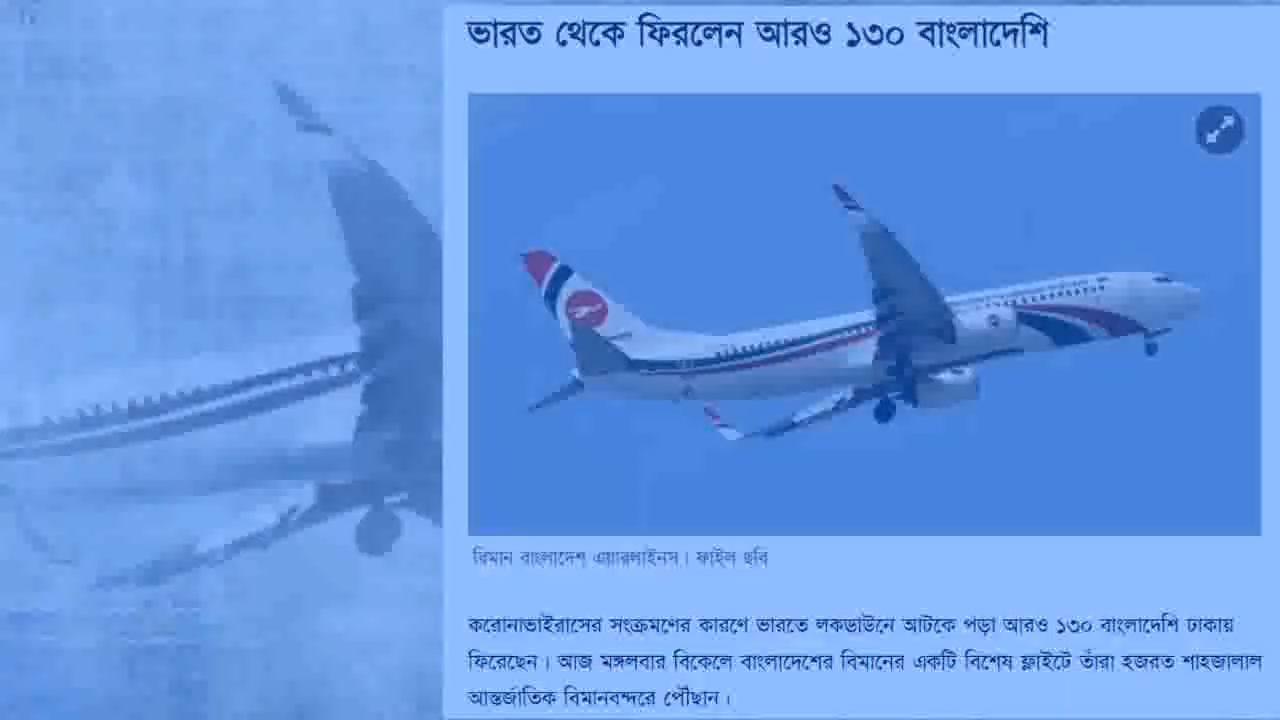 ভারত থেকে ফিরলেন আরও ১৩০ বাংলাদেশি
বিমান বাংলাদেশ এয়ারলাইনস। ফাইল ছবি
করোনাভাইরাসের সংক্রমণের কারণে ভারতে লকডাউনে আটকে পড়া আরও ১৩০ বাংলাদেশি ঢাকায়
ফিরেছেন। আজ মঙ্গলবার বিকেলে বাংলাদেশের বিমানের একটি বিশেষ ফ্লাইটে তাঁরা হজরত শাহজালাল
আন্তর্জাতিক বিমানবন্দরে পৌঁছান।